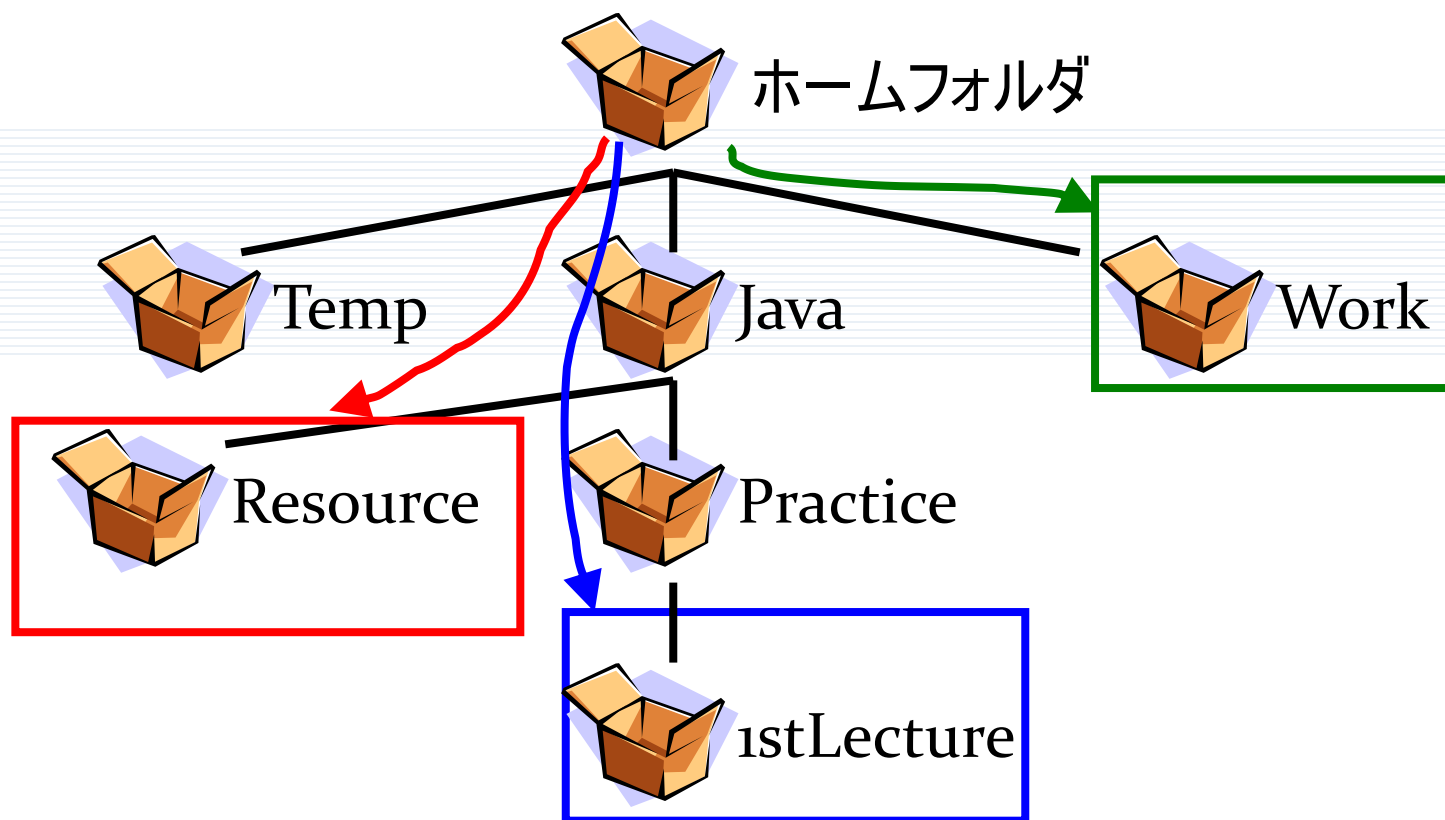 ホームフォルダ
Temp
Java
Work
Resource
Practice
1stLecture